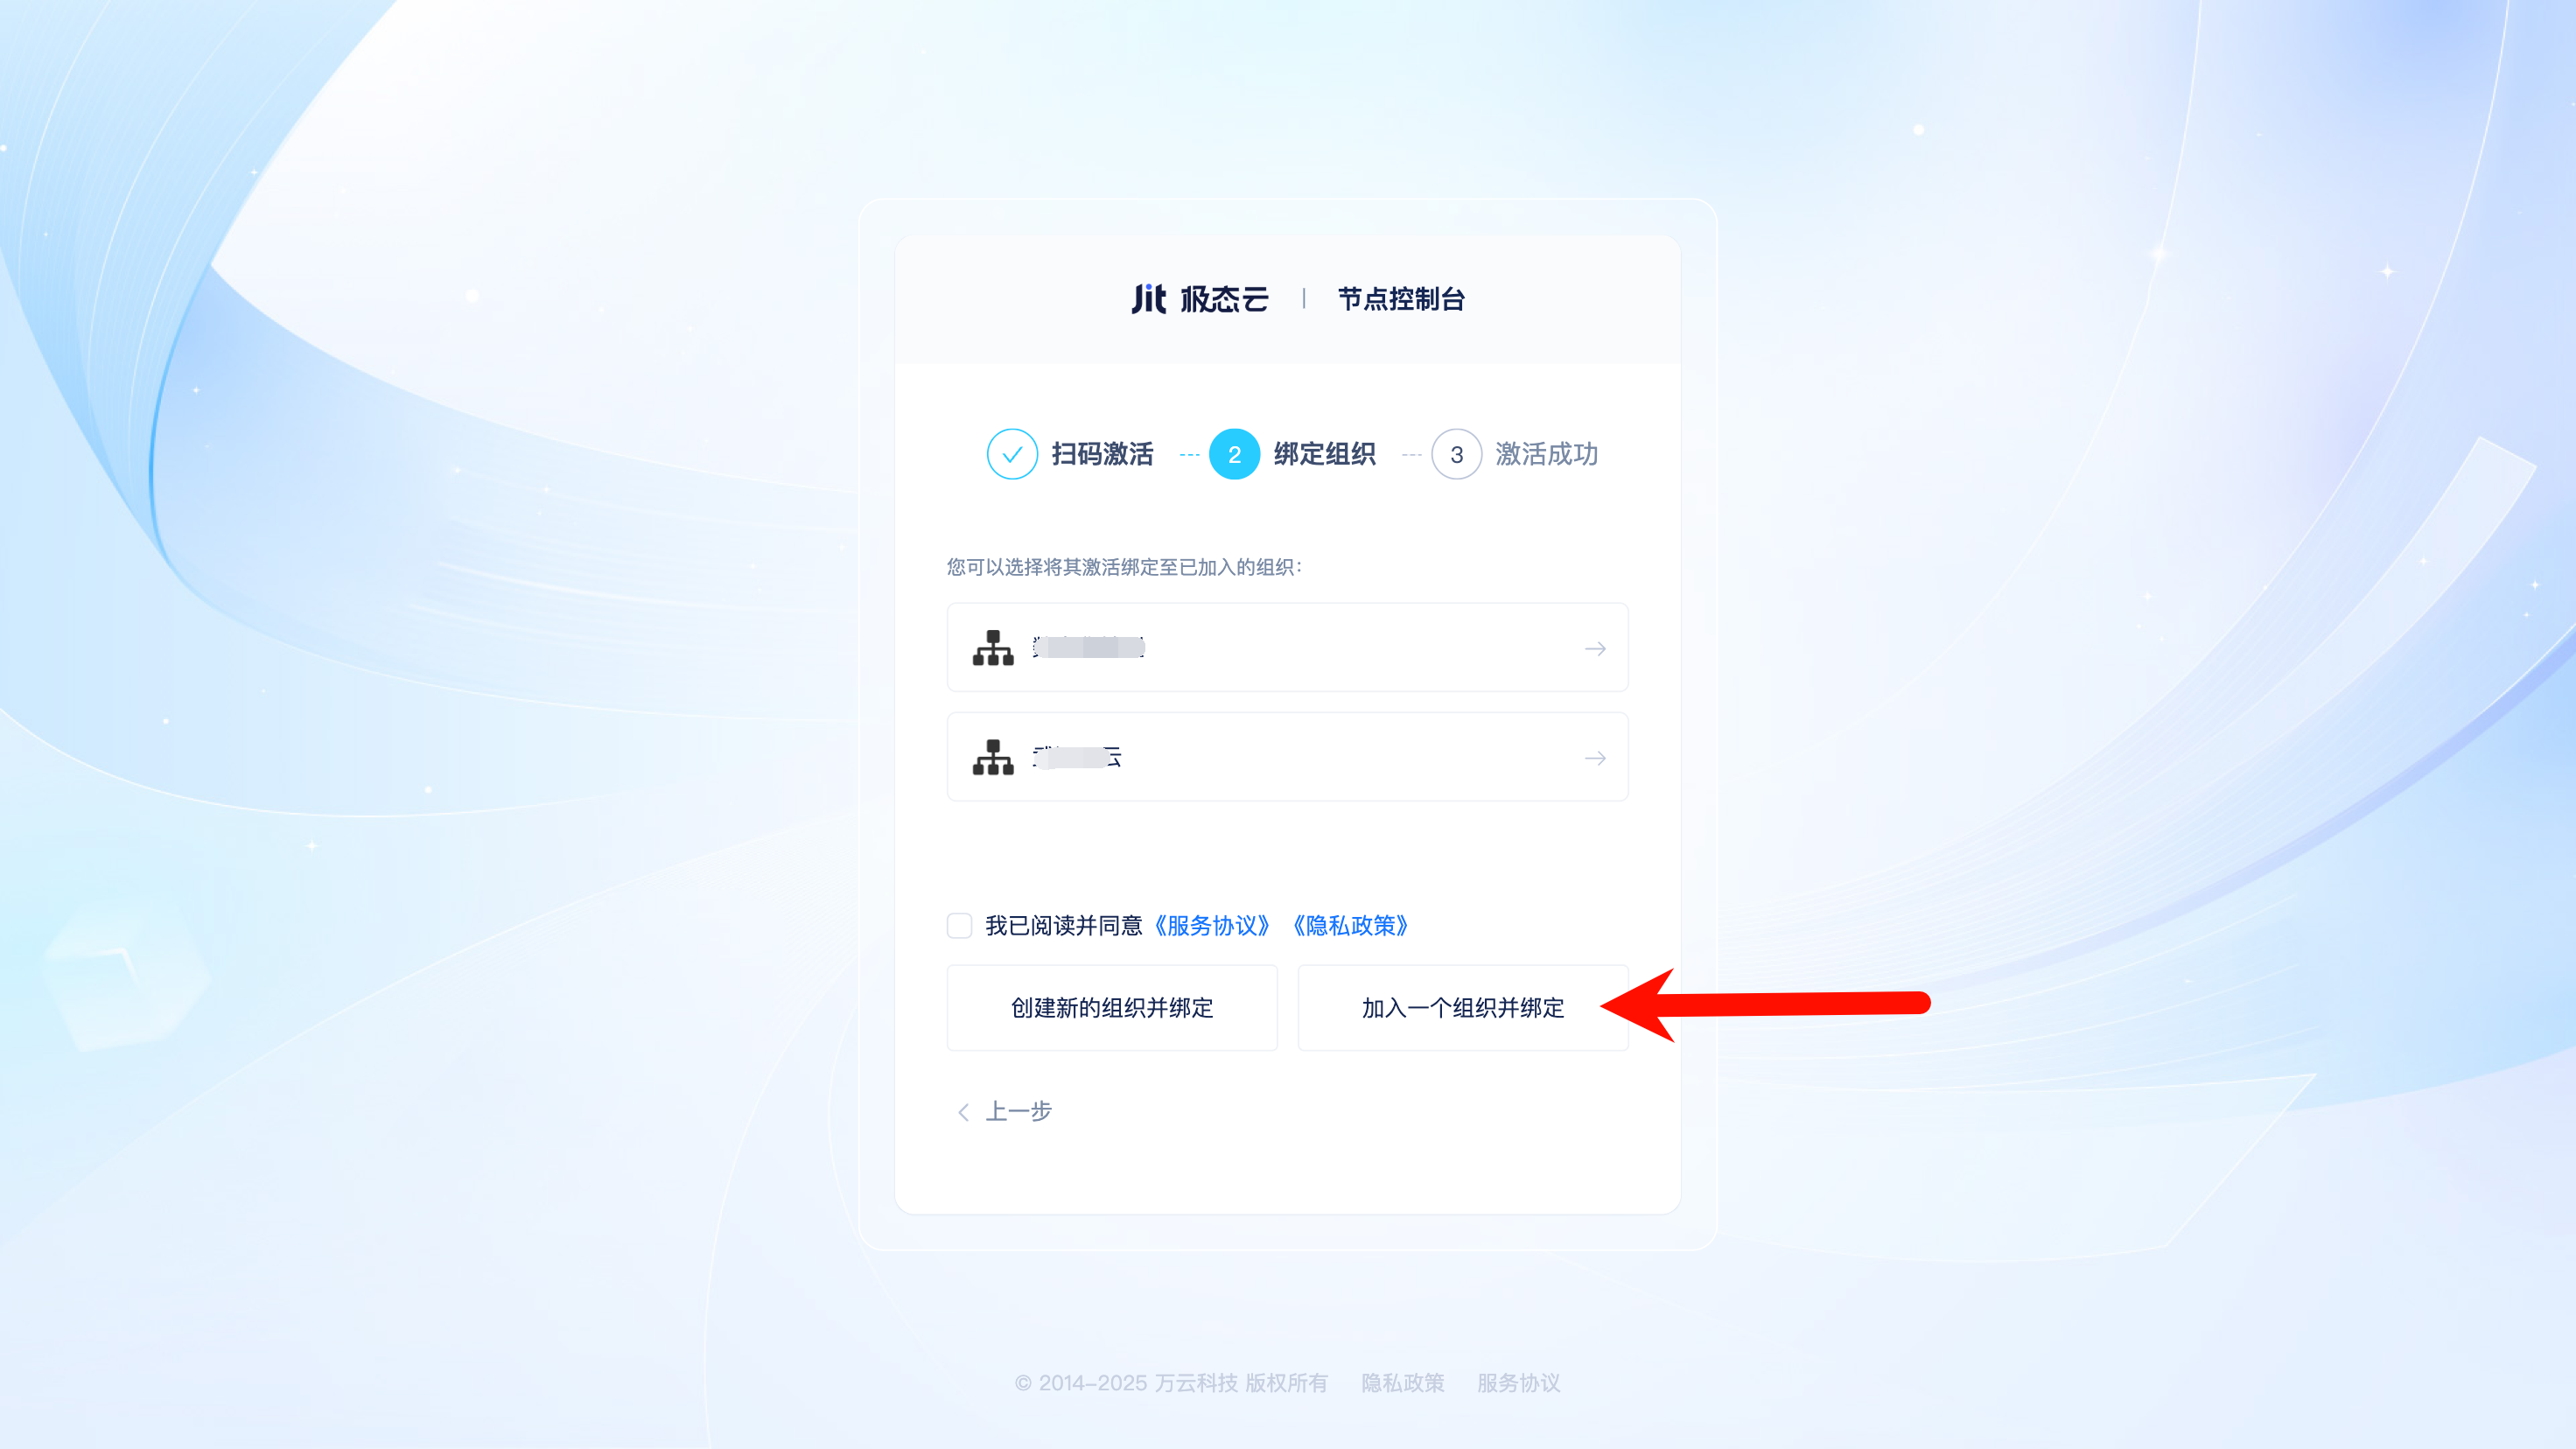 Jit 极态云 | 节点控制台
扫码激活 --- 2 绑定组织 --- 3 激活成功
您可以选择将其激活绑定至已加入的组织：
云
我已阅读并同意《服务协议》《隐私政策》
创建新的组织并绑定 加入一个组织并绑定
上一步
© 2014-2025 万云科技 版权所有 隐私政策 服务协议